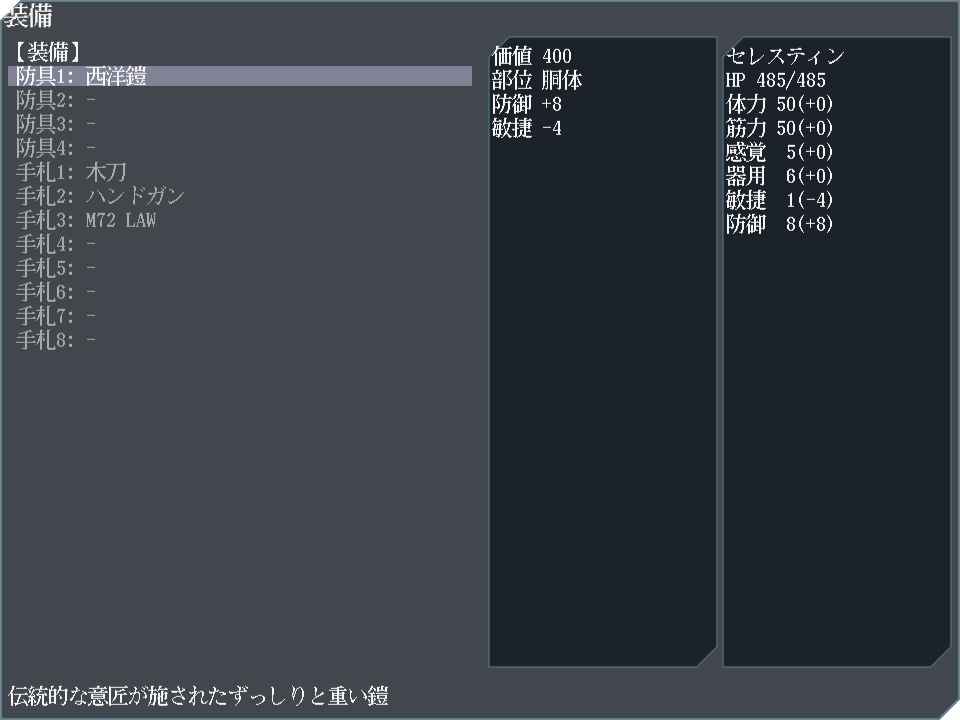 装備
【装備】
防具1: 西洋鎧
防具2: -
防具3: -
防具4: -
手札1: 木刀
手札2: ハンドガン
手札3: M72 LAW
手札4: -
手札5: -
手札6: -
手札7: -
手札8: -
価値 400
部位 胴体
防御 +8
敏捷 -4
セレスティン
HP 485/485
体力 50(+0)
筋力 50(+0)
感覚 5(+0)
器用 6(+0)
敏捷 1(-4)
防御 8(+8)
伝統的な意匠が施されたずっしりと重い鎧